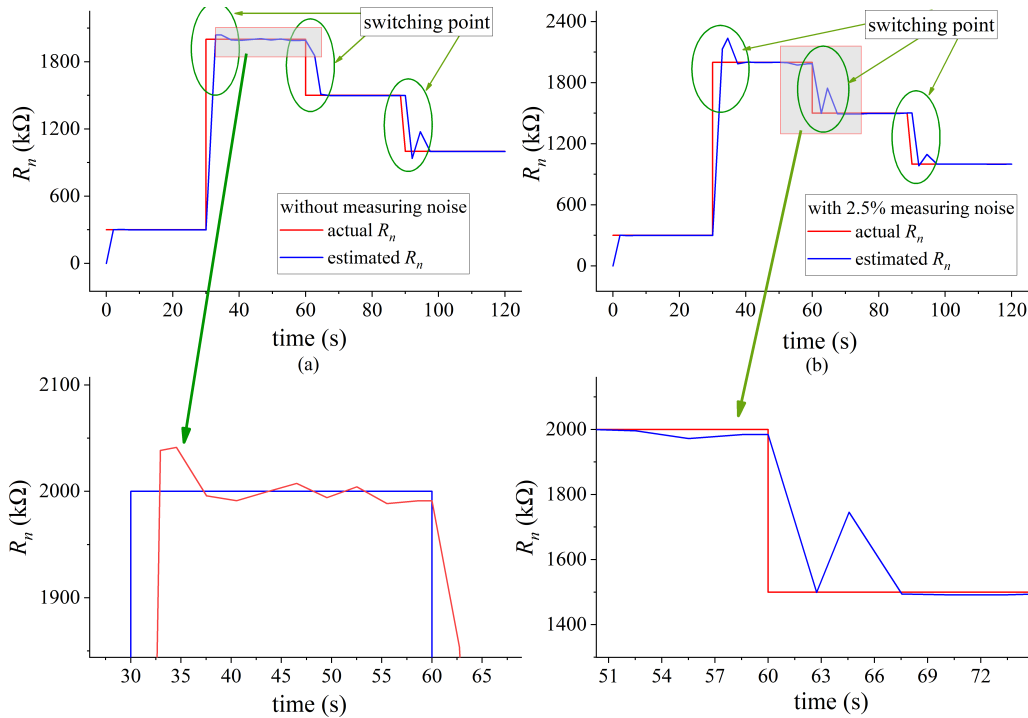 switching point
1800
1200
600
0
R_n (kΩ)
without measuring noise
actual R_n
estimated R_n
0 20 40 60 80 100 120
time (s)
(a)
switching point
2400
2000
1600
1200
800
400
0
R_n (kΩ)
with 2.5% measuring noise
actual R_n
estimated R_n
0 20 40 60 80 100 120
time (s)
(b)
2100
2000
1900
R_n (kΩ)
30 35 40 45 50 55 60 65
time (s)
2000
1800
1600
1400
R_n (kΩ)
51 54 57 60 63 66 69 72
time (s)